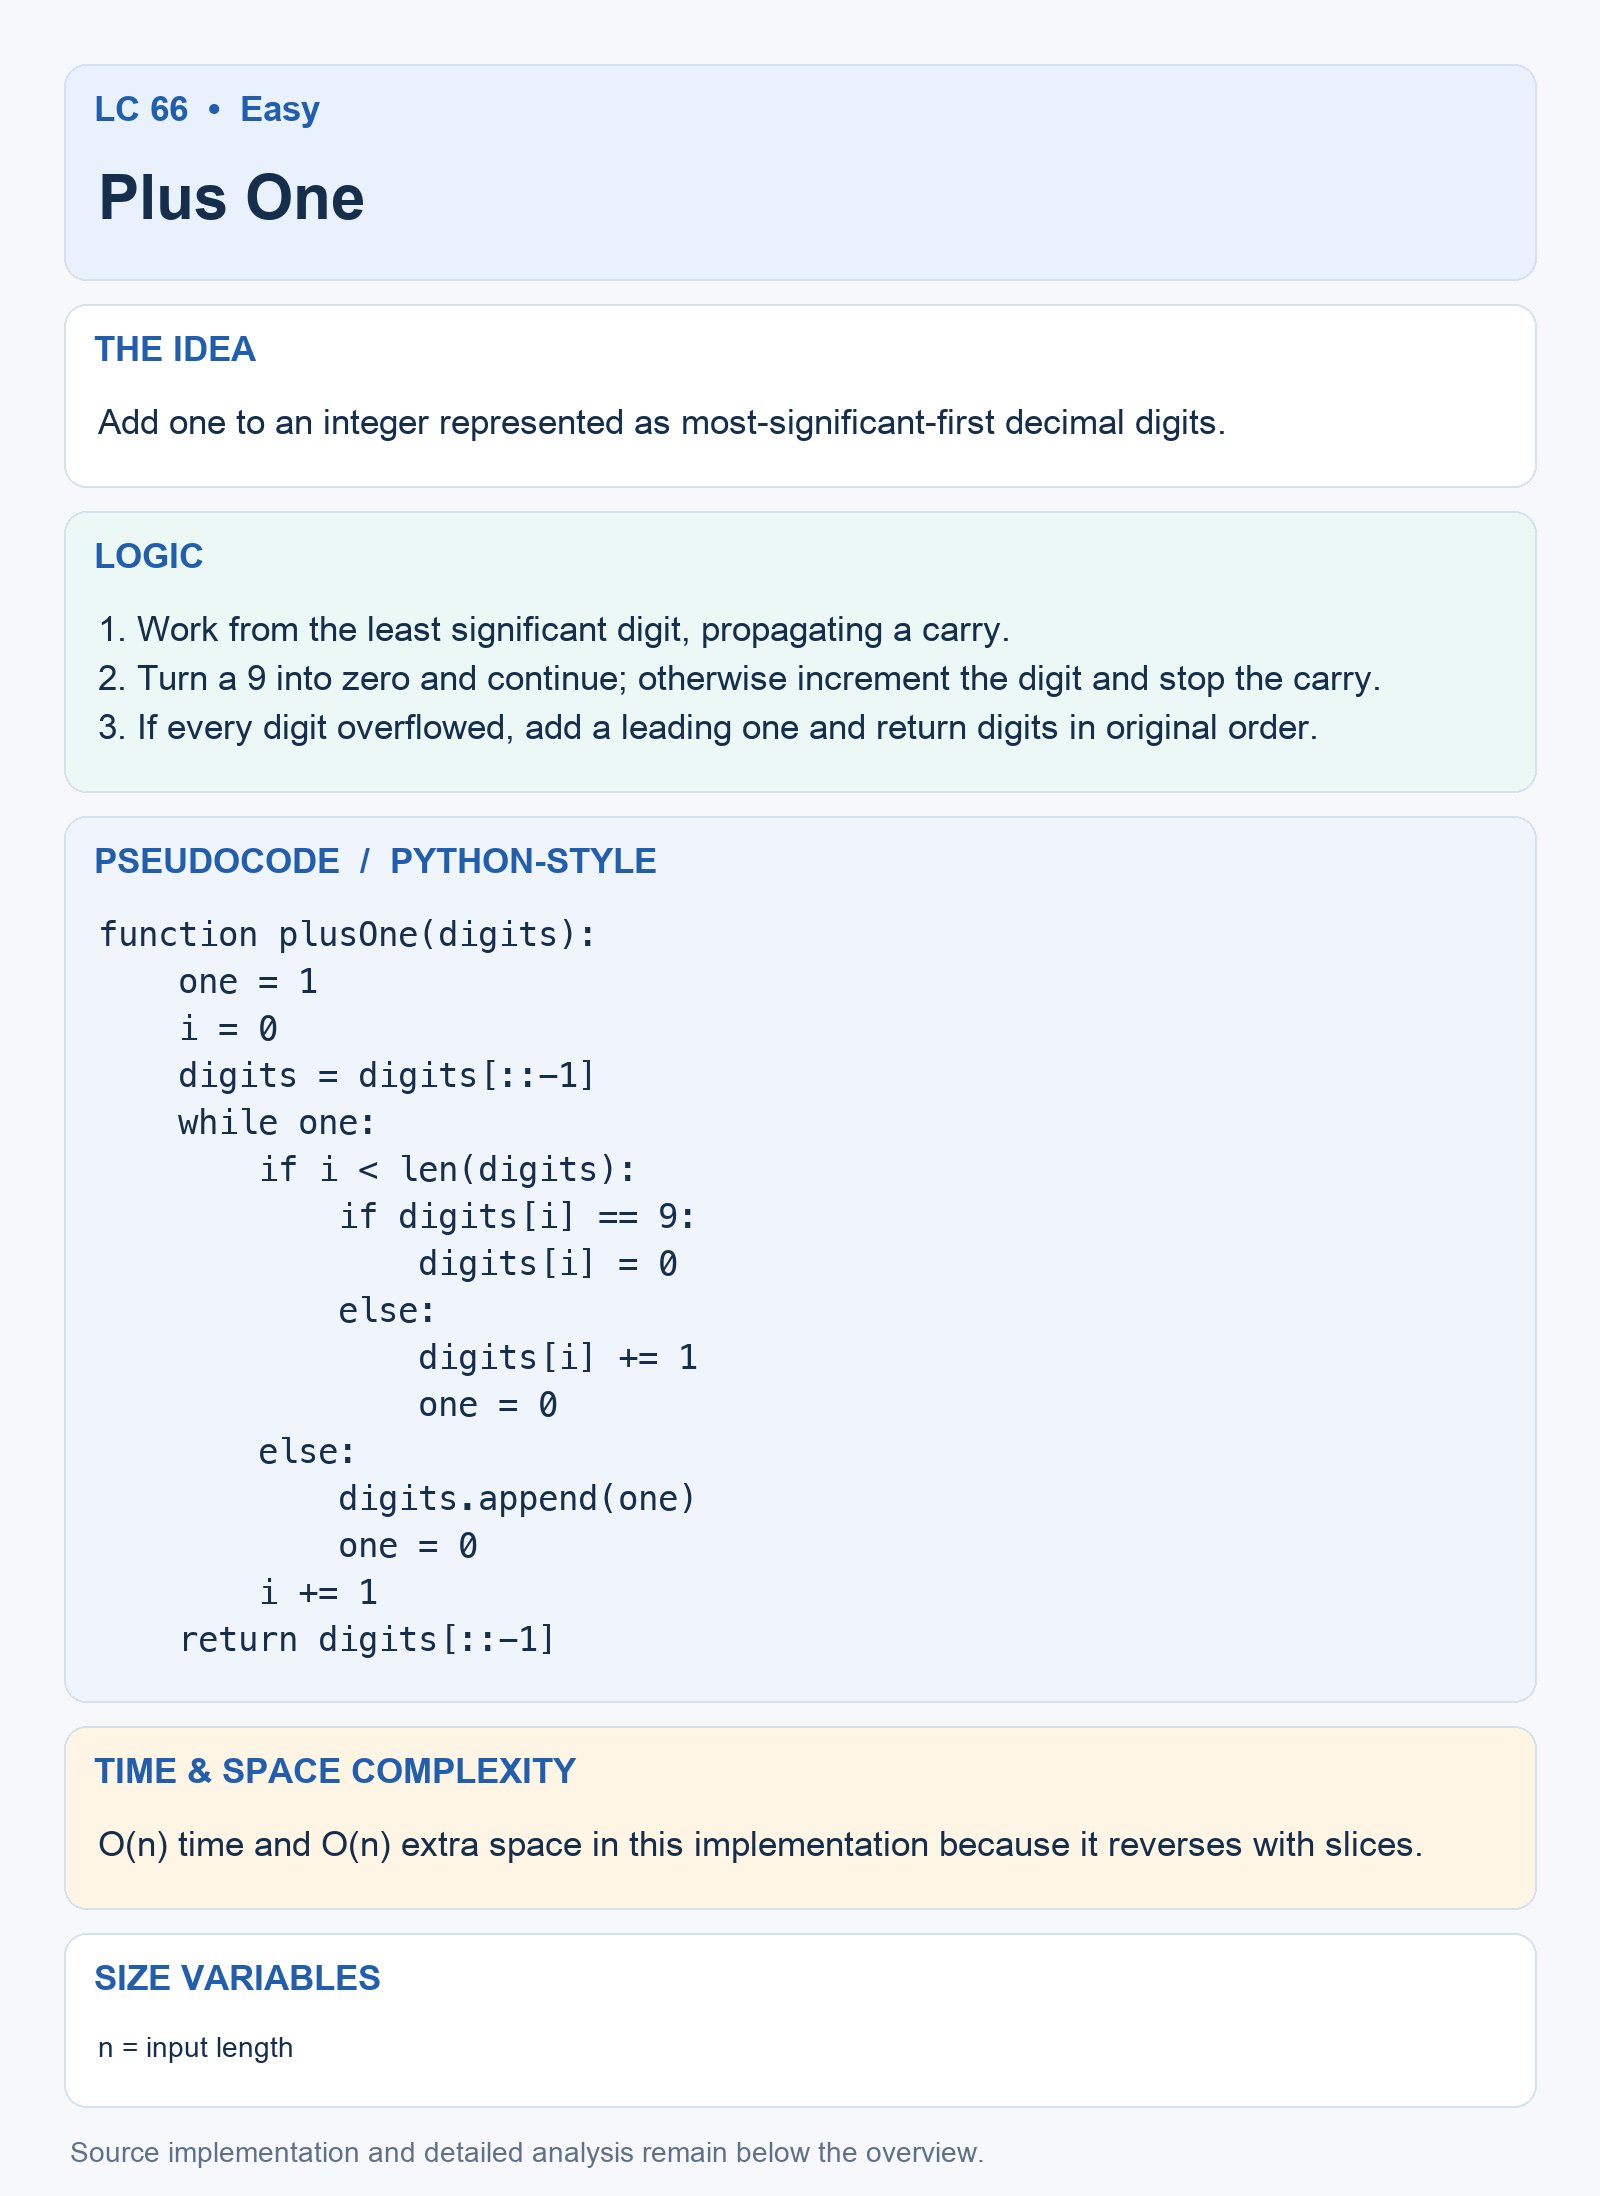 LC 66 • Easy
Plus One
THE IDEA
Add one to an integer represented as most-significant-first decimal digits.
LOGIC
1. Work from the least significant digit, propagating a carry.
2. Turn a 9 into zero and continue; otherwise increment the digit and stop the carry.
3. If every digit overflowed, add a leading one and return digits in original order.
PSEUDOCODE / PYTHON-STYLE
function plusOne(digits):
    one = 1
    i = 0
    digits = digits[::−1]
    while one:
        if i < len(digits):
            if digits[i] == 9:
                digits[i] = 0
            else:
                digits[i] += 1
                one = 0
        else:
            digits.append(one)
            one = 0
        i += 1
    return digits[::−1]
TIME & SPACE COMPLEXITY
O(n) time and O(n) extra space in this implementation because it reverses with slices.
SIZE VARIABLES
n = input length
Source implementation and detailed analysis remain below the overview.